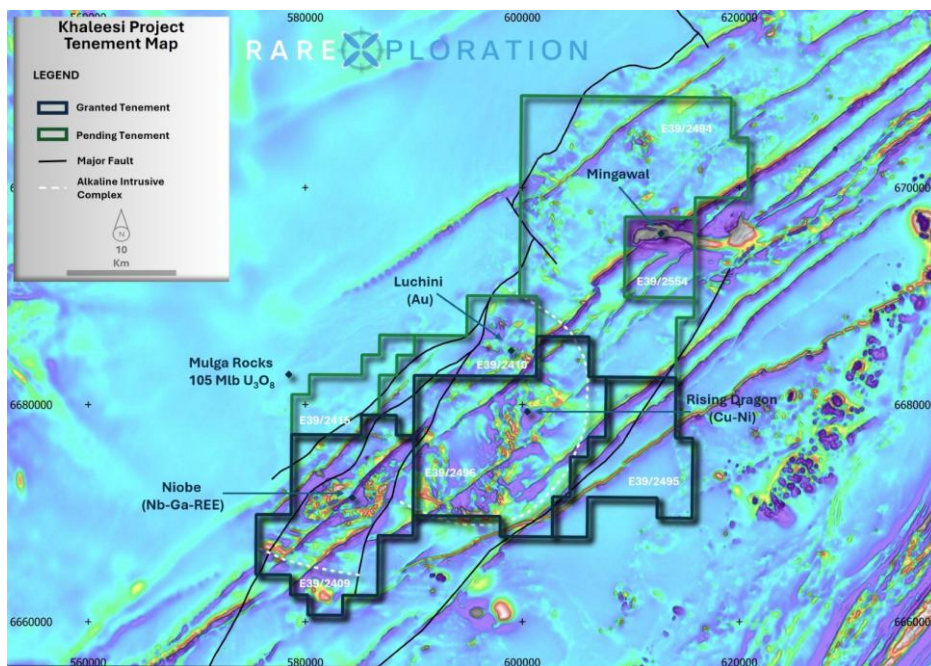 Khaleesi Project
Tenement Map
LEGEND
Granted Tenement
Pending Tenement
Major Fault
Alkaline Intrusive
Complex
N
10
Km
580000
600000
620000
RAREXPLORATION
E39/2494
Mingawal
670000
E39/2554
Luchini
(Au)
Mulga Rocks
105 Mlb U₃O₈
E39/2410
6680000
668000
Rising Dragon
(Cu-Ni)
E39/2415
E39/2496
E39/2495
Niobe
(Nb-Ga-REE)
E39/2409
6660000
666000
560000
580000
600000
620000